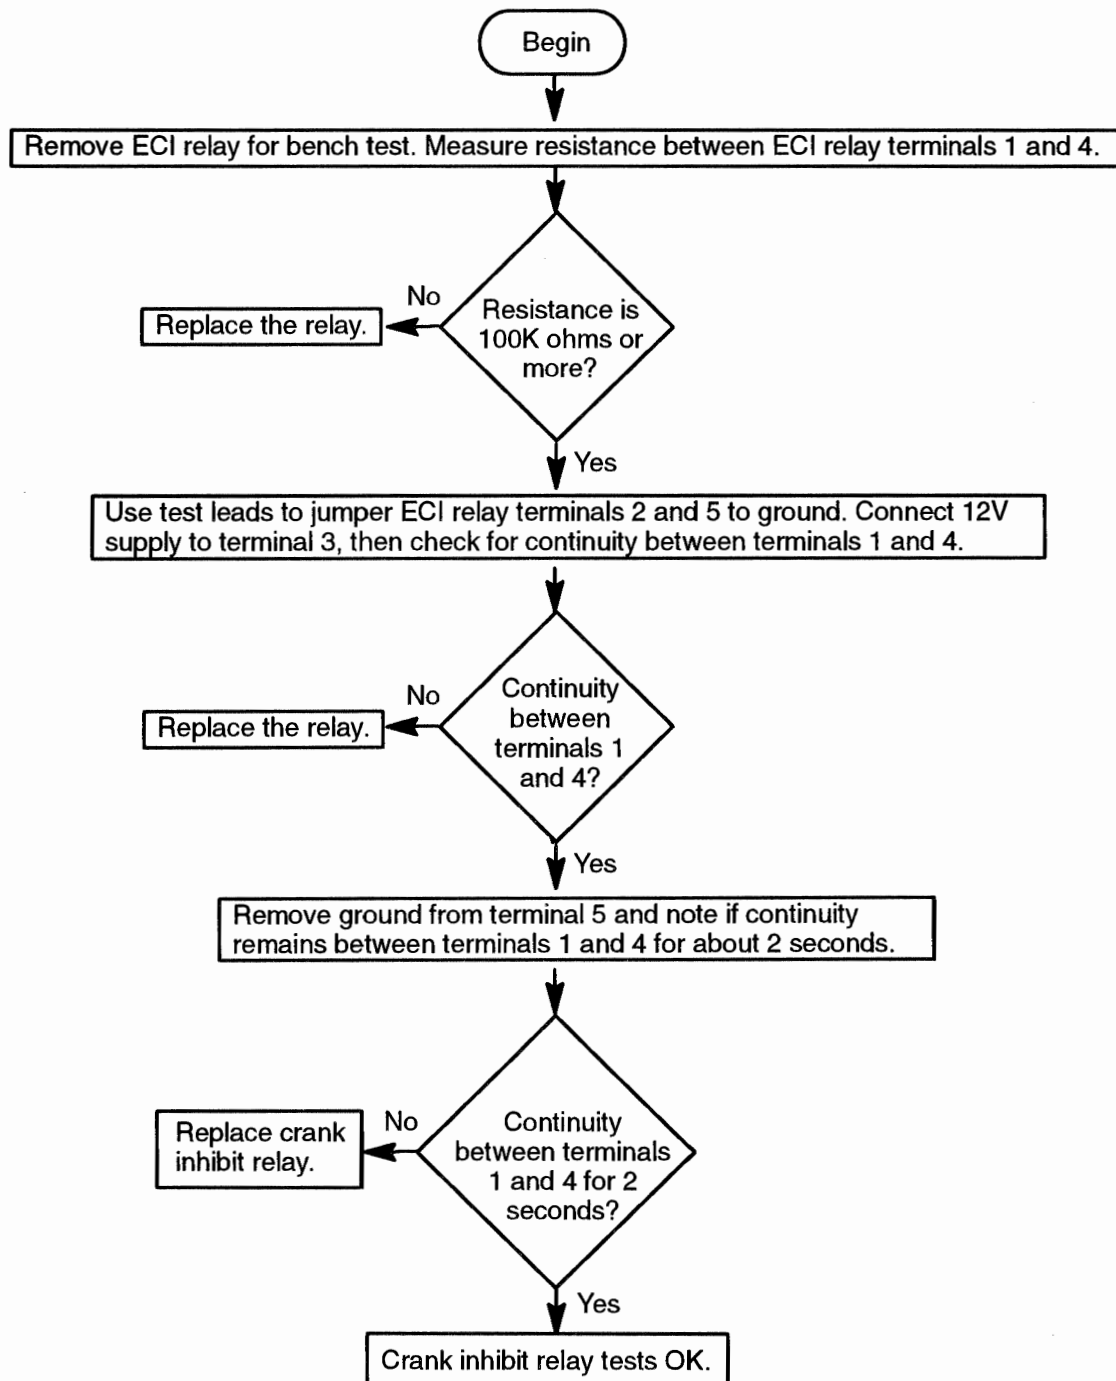 Begin
Remove ECI relay for bench test. Measure resistance between ECI relay terminals 1 and 4.
No
Resistance is
100K ohms or
more?
Replace the relay.
Yes
Use test leads to jumper ECI relay terminals 2 and 5 to ground. Connect 12V
supply to terminal 3, then check for continuity between terminals 1 and 4.
No
Continuity
between
terminals 1
and 4?
Replace the relay.
Yes
Remove ground from terminal 5 and note if continuity
remains between terminals 1 and 4 for about 2 seconds.
No
Continuity
between terminals
1 and 4 for 2
seconds?
Replace crank
inhibit relay.
Yes
Crank inhibit relay tests OK.